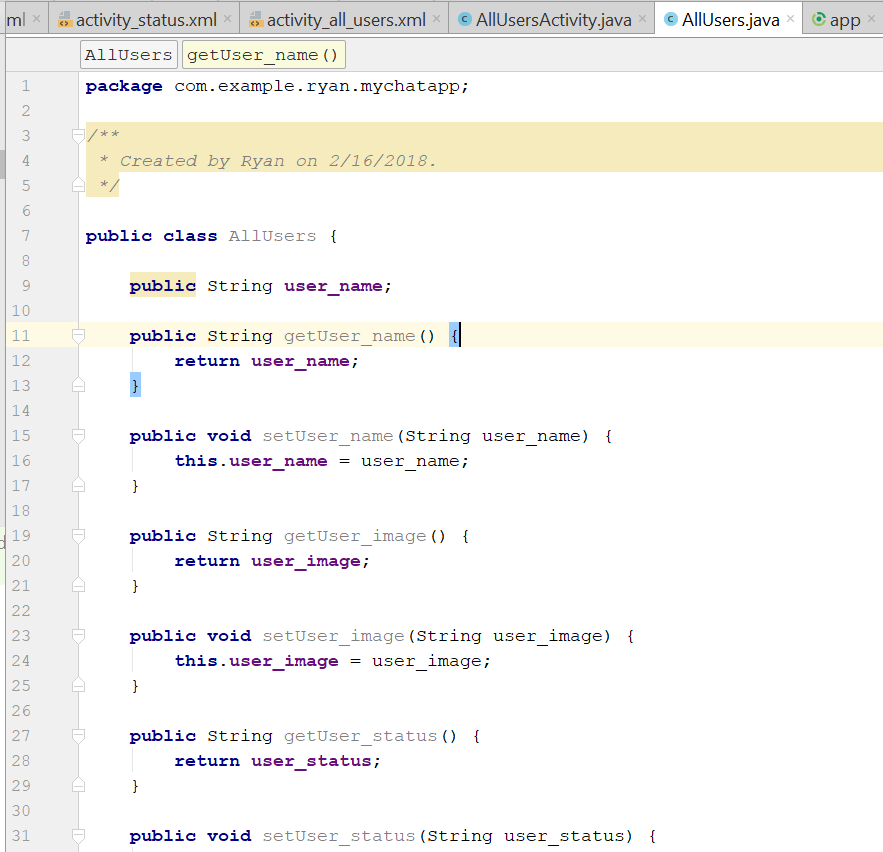 ml activity_status.xml activity_all_users.xml AllUsersActivity.java AllUsers.java app
AllUsers getUser_name()
1 package com.example.ryan.mychatapp;
2
3 /**
4 * Created by Ryan on 2/16/2018.
5 */
6
7 public class AllUsers {
8
9 public String user_name;
10
11 public String getUser_name() {
12 return user_name;
13 }
14
15 public void setUser_name(String user_name) {
16 this.user_name = user_name;
17 }
18
19 public String getUser_image() {
20 return user_image;
21 }
22
23 public void setUser_image(String user_image) {
24 this.user_image = user_image;
25 }
26
27 public String getUser_status() {
28 return user_status;
29 }
30
31 public void setUser_status(String user_status) {